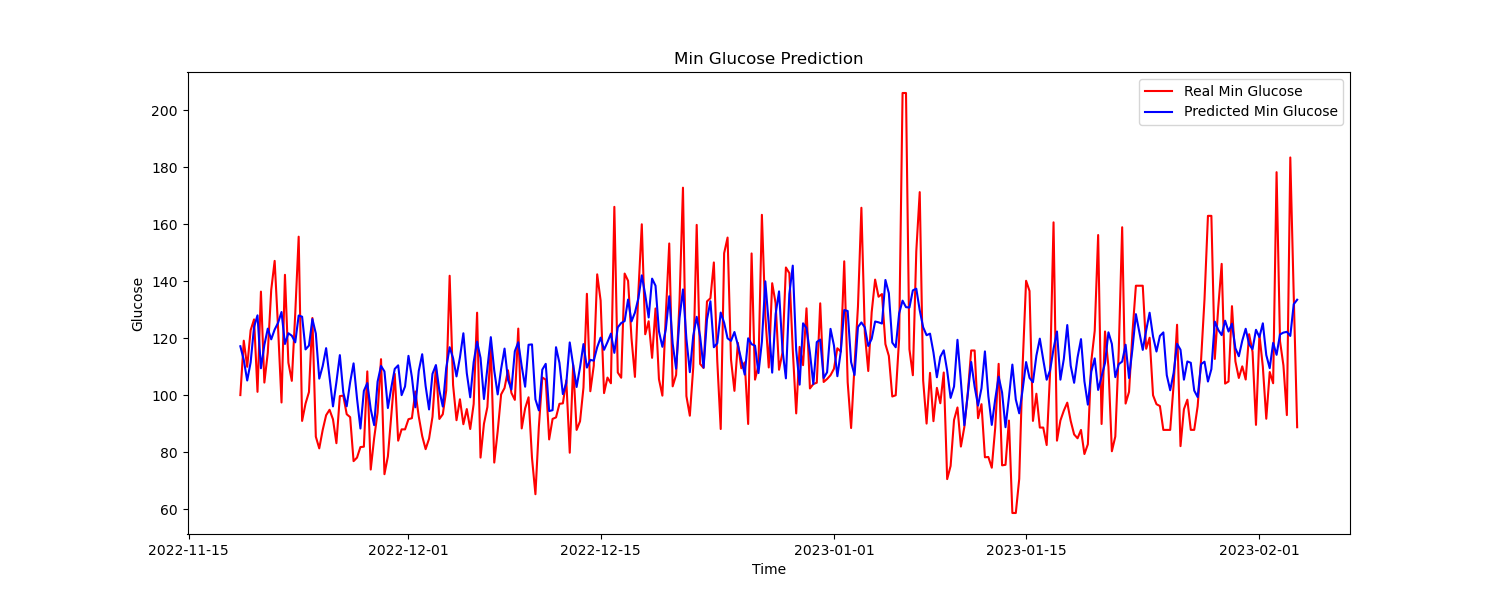 Min Glucose Prediction
Real Min Glucose
Predicted Min Glucose
200
180
160
140
120
100
80
60
Glucose
2022-11-15
2022-12-01
2022-12-15
2023-01-01
2023-01-15
2023-02-01
Time